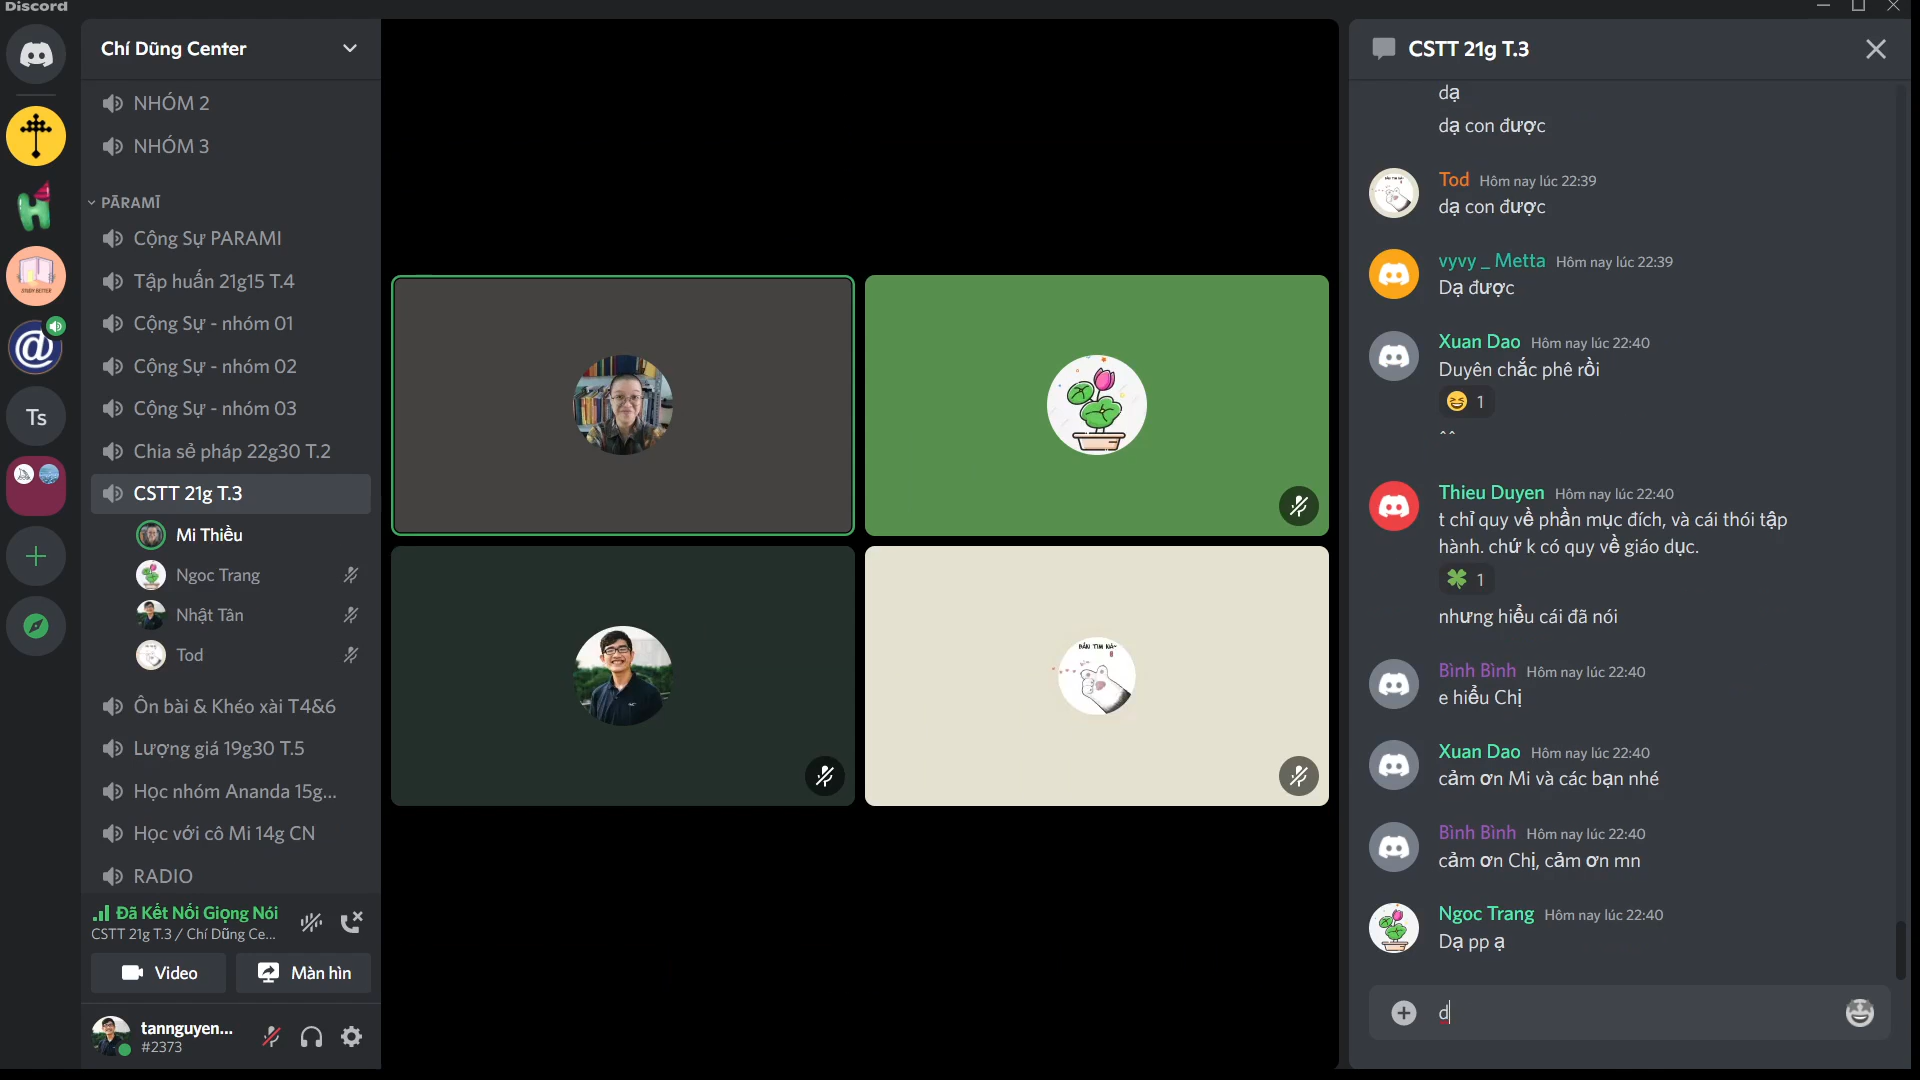 Discord
Chí Dũng Center
NHÓM 2
NHÓM 3
PĀRAMĪ
Cộng Sự PARAMI
Tập huấn 21g15 T.4
Cộng Sự - nhóm 01
Cộng Sự - nhóm 02
Cộng Sự - nhóm 03
Chia sẻ pháp 22g30 T.2
CSTT 21g T.3
Mi Thiều
Ngoc Trang
Nhật Tân
Tod
Ôn bài & Khéo xài T4&6
Lượng giá 19g30 T.5
Học nhóm Ananda 15g...
Học với cô Mi 14g CN
RADIO
Đã Kết Nối Giọng Nói
CSTT 21g T.3 / Chí Dũng Ce...
Video
Màn hìn
tannguyen...
#2373
Ts
BẮN TIM NÀ~
CSTT 21g T.3
dạ
dạ con được
Tod Hôm nay lúc 22:39
dạ con được
vyvy _ Metta Hôm nay lúc 22:39
Dạ được
Xuan Dao Hôm nay lúc 22:40
Duyên chắc phê rồi
1
^^
Thieu Duyen Hôm nay lúc 22:40
t chỉ quy về phần mục đích, và cái thói tập
hành. chứ k có quy về giáo dục.
1
nhưng hiểu cái đã nói
Bình Bình Hôm nay lúc 22:40
e hiểu Chị
Xuan Dao Hôm nay lúc 22:40
cảm ơn Mi và các bạn nhé
Bình Bình Hôm nay lúc 22:40
cảm ơn Chị, cảm ơn mn
Ngoc Trang Hôm nay lúc 22:40
Dạ pp ạ
d